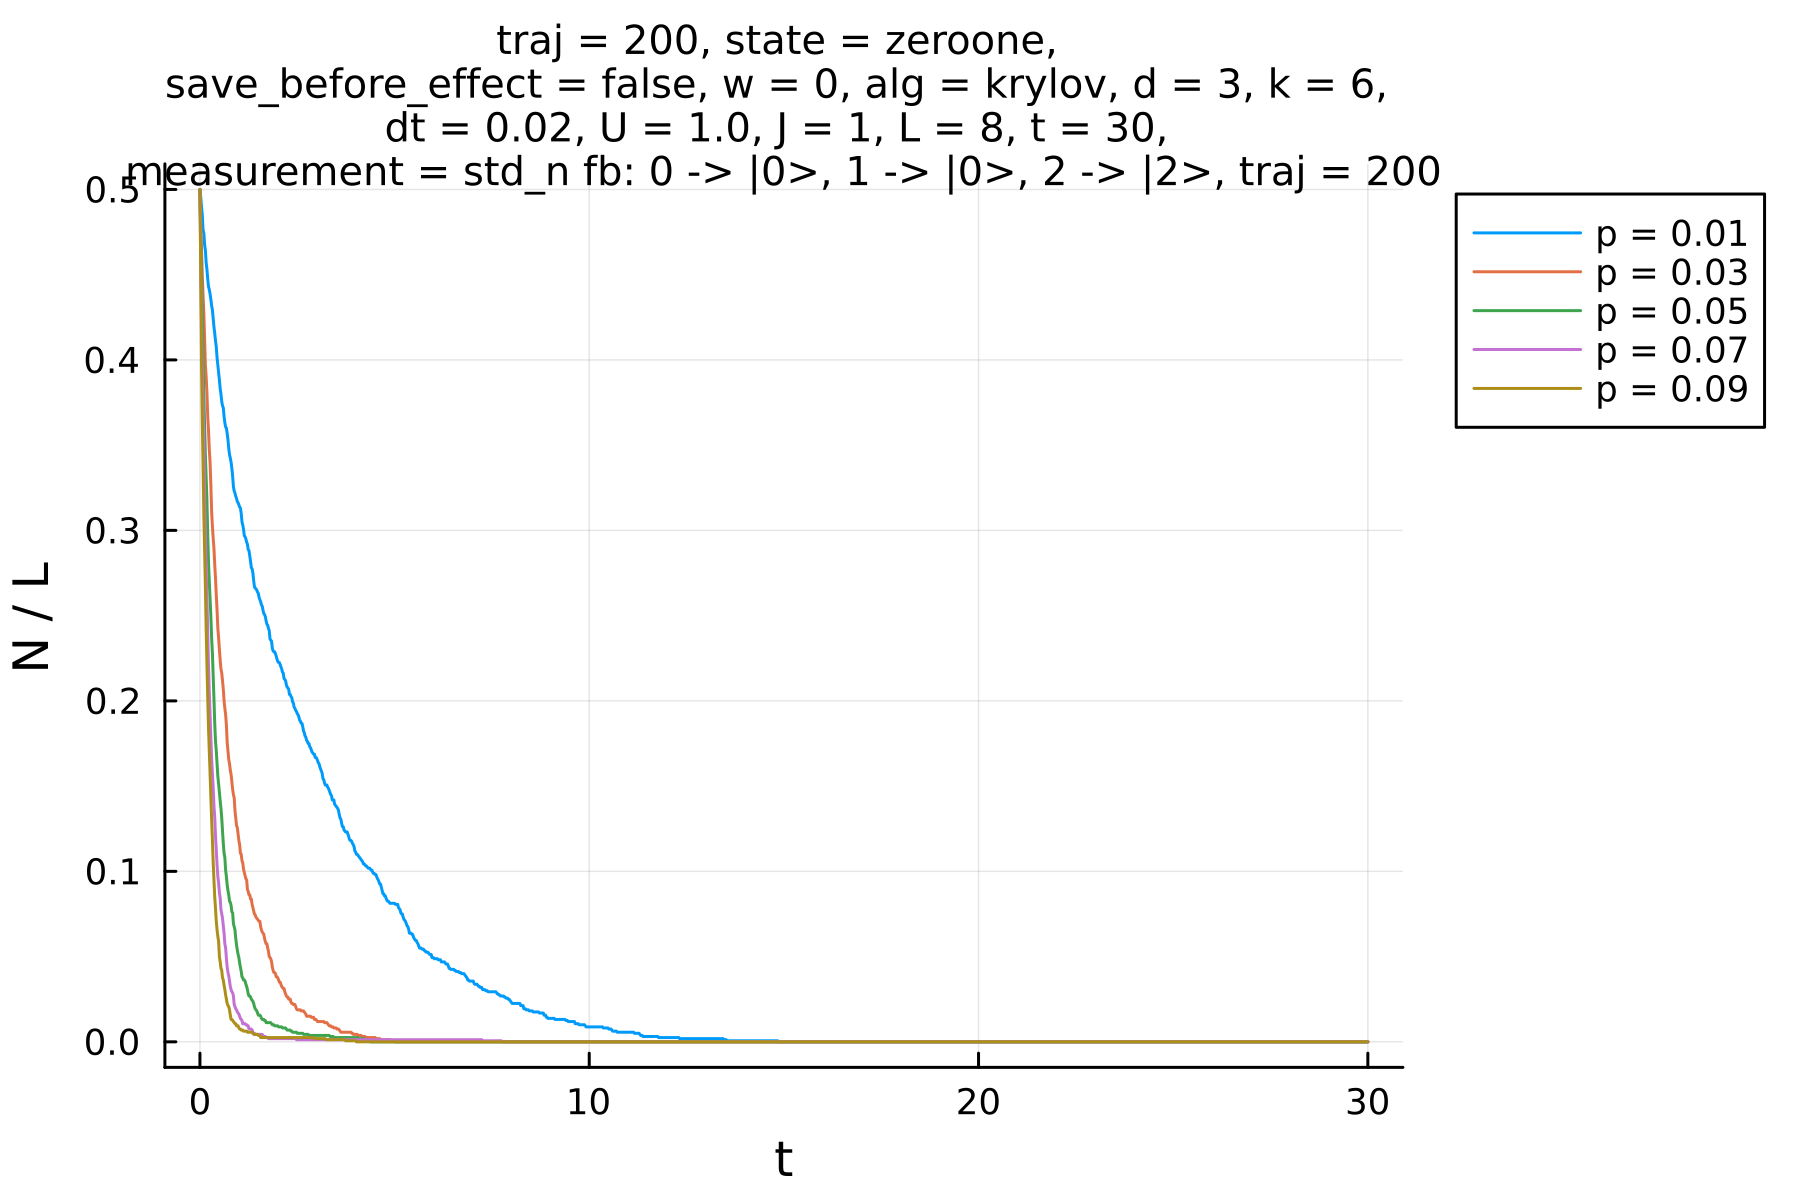 traj = 200, state = zeroone,
save_before_effect = false, w = 0, alg = krylov, d = 3, k = 6,
dt = 0.02, U = 1.0, J = 1, L = 8, t = 30,
measurement = std_n fb: 0 -> |0>, 1 -> |0>, 2 -> |2>, traj = 200
0.5
0.4
0.3
0.2
0.1
0.0
N / L
0
10
20
30
t
p = 0.01
p = 0.03
p = 0.05
p = 0.07
p = 0.09